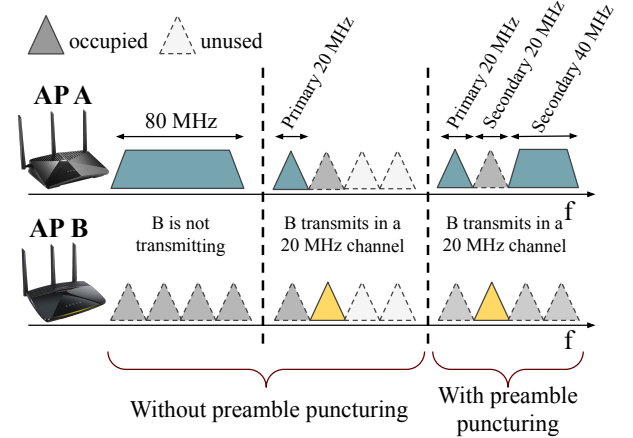 occupied
unused
Primary 20 MHz
Primary 20 MHz
Secondary 20 MHz
Secondary 40 MHz
AP A
80 MHz
f
B is not
transmitting
B transmits in a
20 MHz channel
B transmits in a
20 MHz channel
AP B
f
Without preamble puncturing
With preamble
puncturing